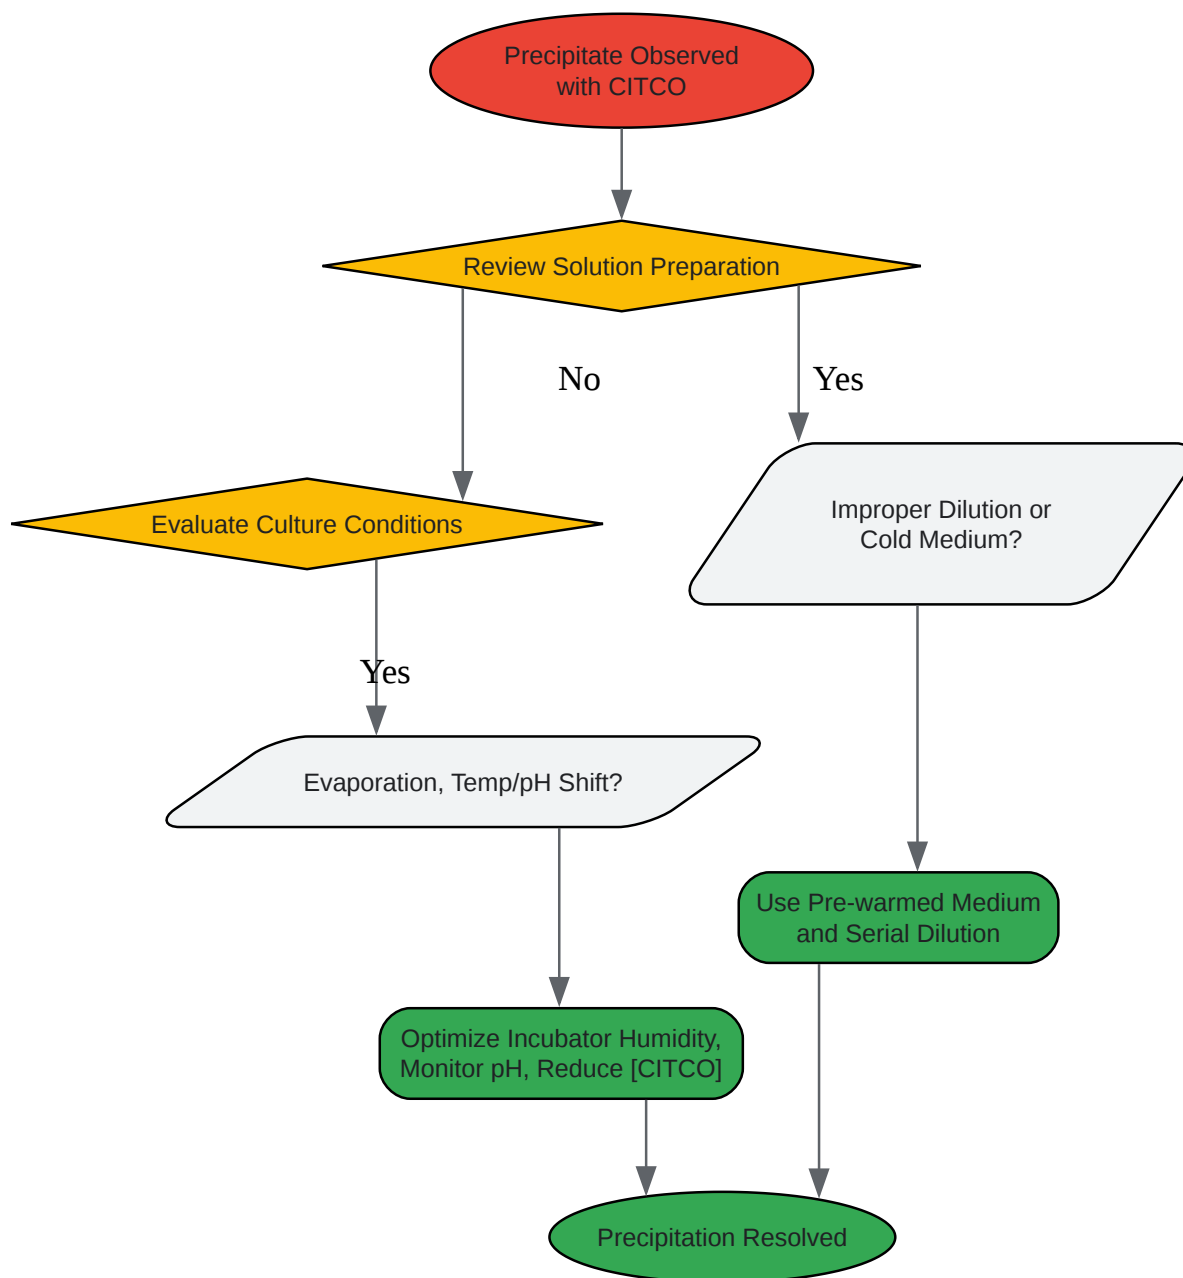 Precipitate Observed
with CITCO
Review Solution Preparation
No
Yes
Evaluate Culture Conditions
Improper Dilution or
Cold Medium?
Yes
Evaporation, Temp/pH Shift?
Use Pre-warmed Medium
and Serial Dilution
Optimize Incubator Humidity,
Monitor pH, Reduce [CITCO]
Precipitation Resolved